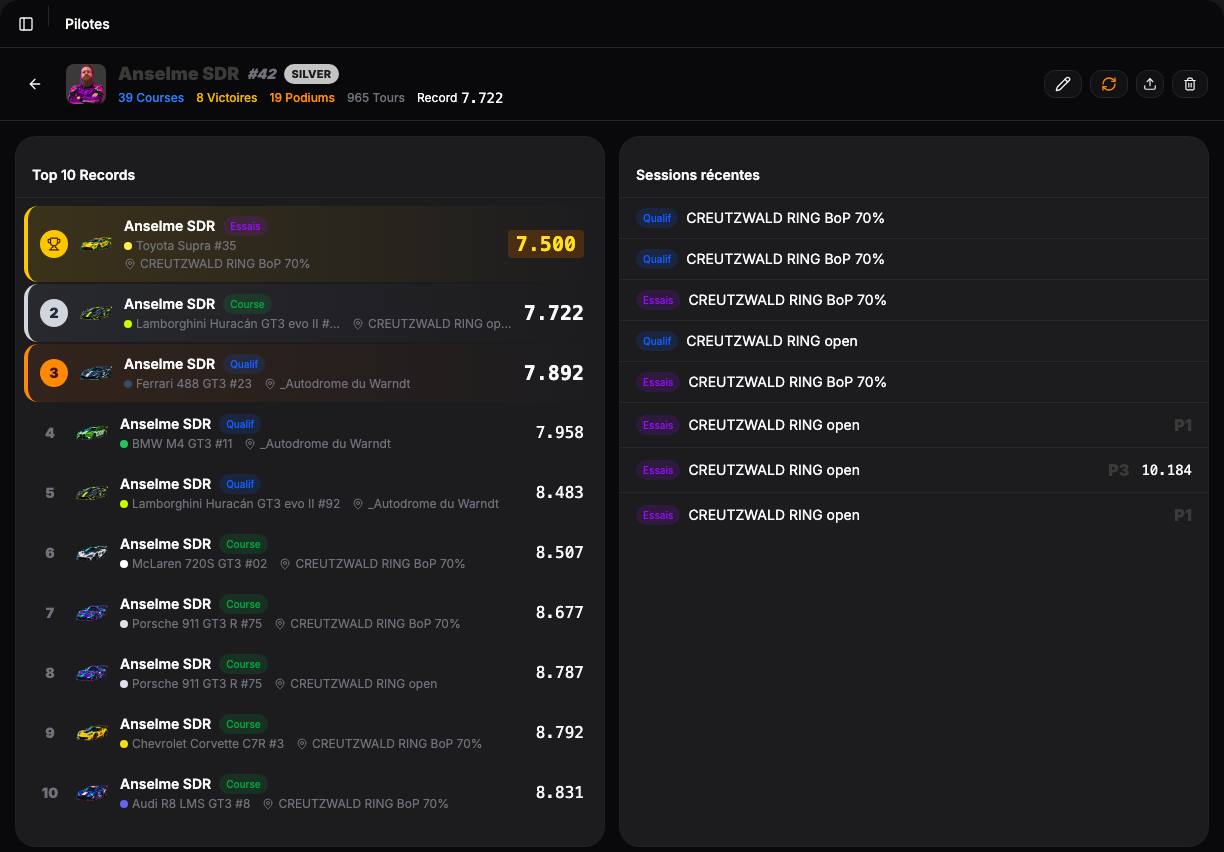 Pilotes
Anselme SDR #42 SILVER
39 Courses 8 Victoires 19 Podiums 965 Tours Record 7.722
Top 10 Records
Anselme SDR Essais
Toyota Supra #35
CREUTZWALD RING BoP 70%
7.500
2
Anselme SDR Course
Lamborghini Huracán GT3 evo II #... CREUTZWALD RING op...
7.722
3
Anselme SDR Qualif
Ferrari 488 GT3 #23 _Autodrome du Warndt
7.892
4
Anselme SDR Qualif
BMW M4 GT3 #11 _Autodrome du Warndt
7.958
5
Anselme SDR Qualif
Lamborghini Huracán GT3 evo II #92 _Autodrome du Warndt
8.483
6
Anselme SDR Course
McLaren 720S GT3 #02 CREUTZWALD RING BoP 70%
8.507
7
Anselme SDR Course
Porsche 911 GT3 R #75 CREUTZWALD RING BoP 70%
8.677
8
Anselme SDR Course
Porsche 911 GT3 R #75 CREUTZWALD RING open
8.787
9
Anselme SDR Course
Chevrolet Corvette C7R #3 CREUTZWALD RING BoP 70%
8.792
10
Anselme SDR Course
Audi R8 LMS GT3 #8 CREUTZWALD RING BoP 70%
8.831
Sessions récentes
Qualif CREUTZWALD RING BoP 70%
Qualif CREUTZWALD RING BoP 70%
Essais CREUTZWALD RING BoP 70%
Qualif CREUTZWALD RING open
Essais CREUTZWALD RING BoP 70%
Essais CREUTZWALD RING open P1
Essais CREUTZWALD RING open P3 10.184
Essais CREUTZWALD RING open P1